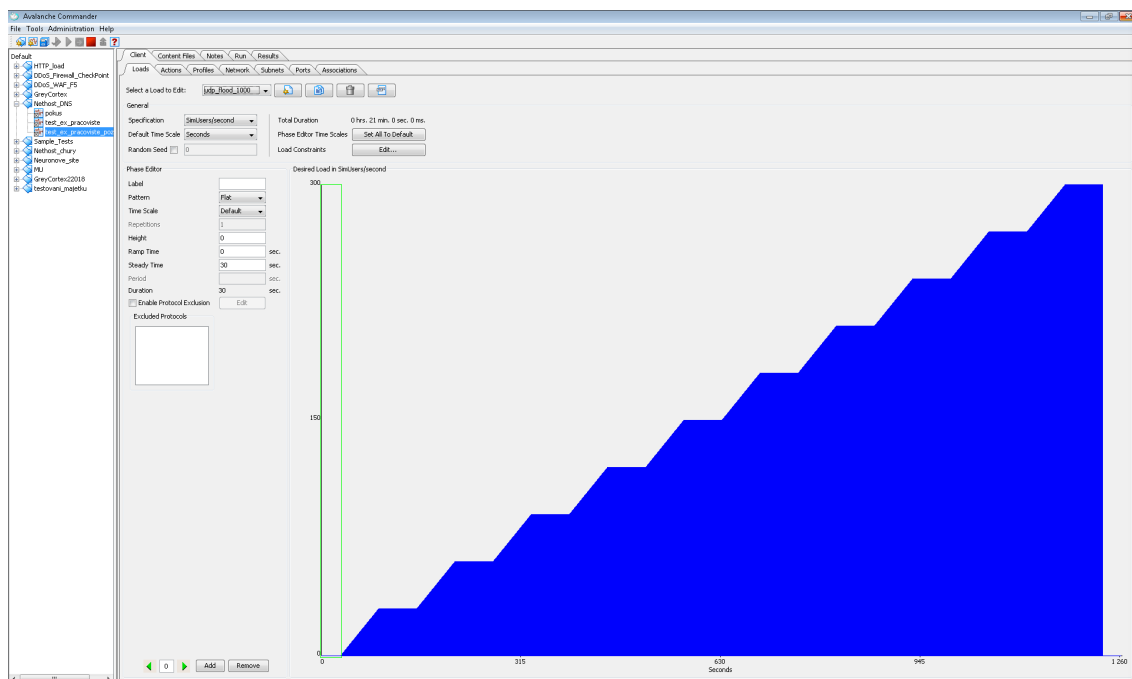 Avalanche Commander
File Tools Administration Help
Default
HTTP_load
DDoS_Firewall_CheckPoint
DDoS_WAF_F5
GreyCortex
Nethost_DNS
pokus
test_ex_pracoviste
test_ex_pracoviste_poz
Sample_Tests
Nethost_chury
Neuronove_site
MU
GreyCortex22018
testovani_majetku
Client Content Files Notes Run Results
Loads Actions Profiles Network Subnets Ports Associations
Select a Load to Edit: udp_flood_1000
General
Specification SimUsers/second Total Duration 0 hrs. 21 min. 0 sec. 0 ms.
Default Time Scale Seconds Phase Editor Time Scales Set All To Default
Random Seed 0 Load Constraints Edit...
Phase Editor
Label
Pattern Flat
Time Scale Default
Repetitions 1
Height 0
Ramp Time 0 sec.
Steady Time 30 sec.
Period sec.
Duration 30 sec.
Enable Protocol Exclusion Edit
Excluded Protocols
0 Add Remove
Desired Load in SimUsers/second
300
150
0
0 315 630 945 1 260
Seconds